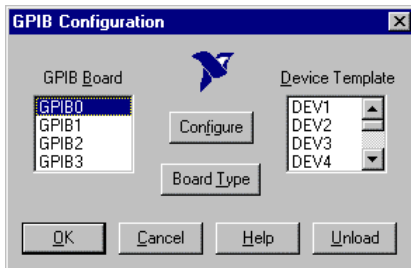 GPIB Configuration
GPIB Board
Device Template
GPIB0
GPIB1
GPIB2
GPIB3
DEV1
DEV2
DEV3
DEV4
Configure
Board Type
OK
Cancel
Help
Unload